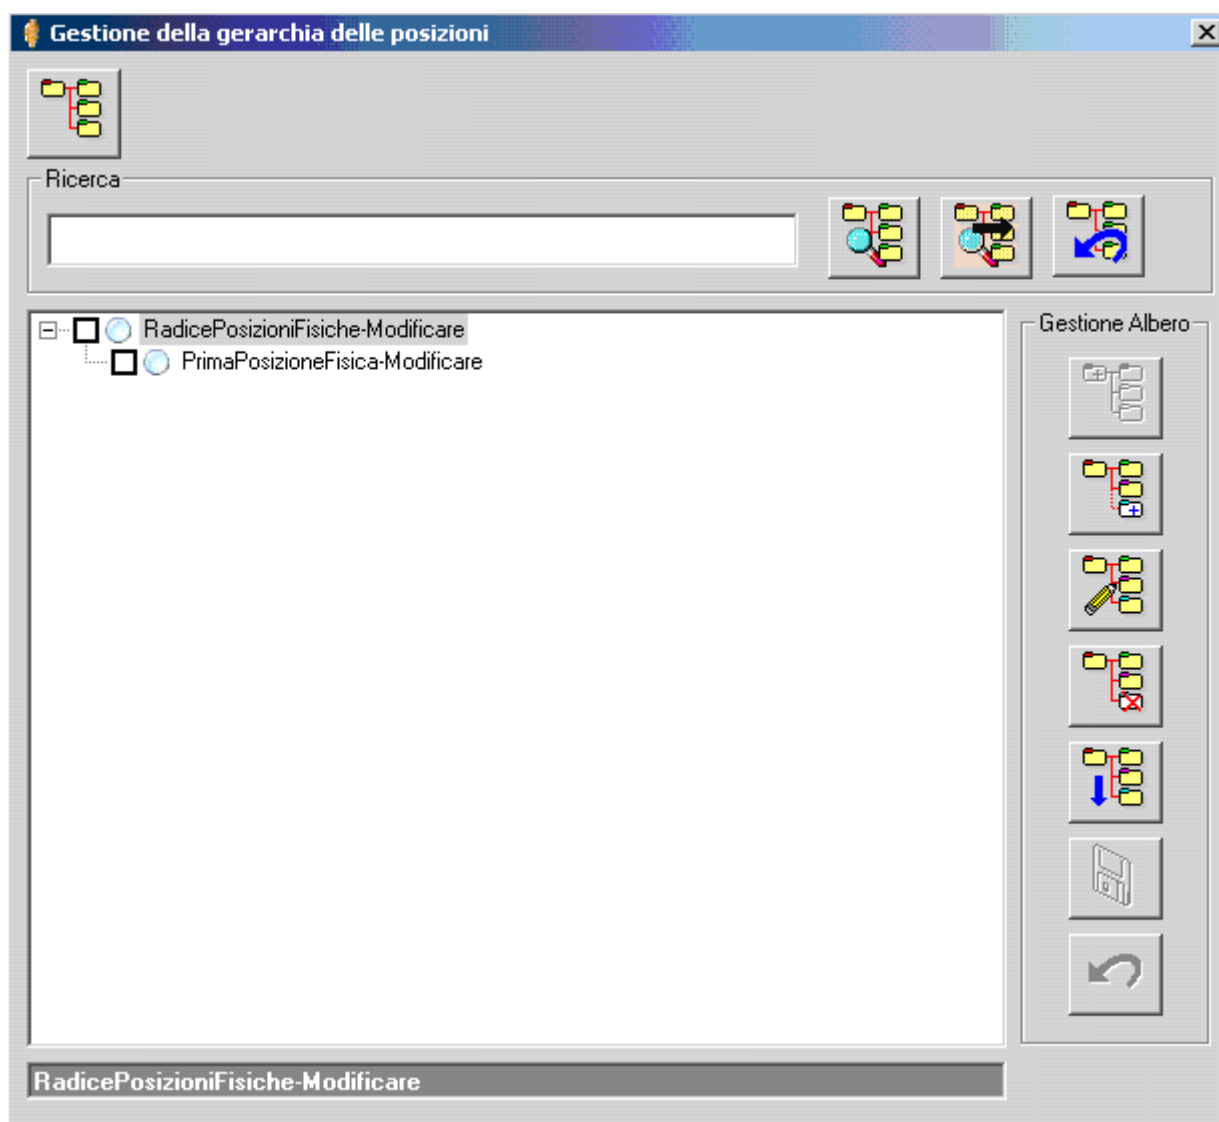 Gestione della gerarchia delle posizioni
Ricerca
RadicePosizioniFisiche-Modificare
PrimaPosizioneFisica-Modificare
Gestione Albero
RadicePosizioniFisiche-Modificare